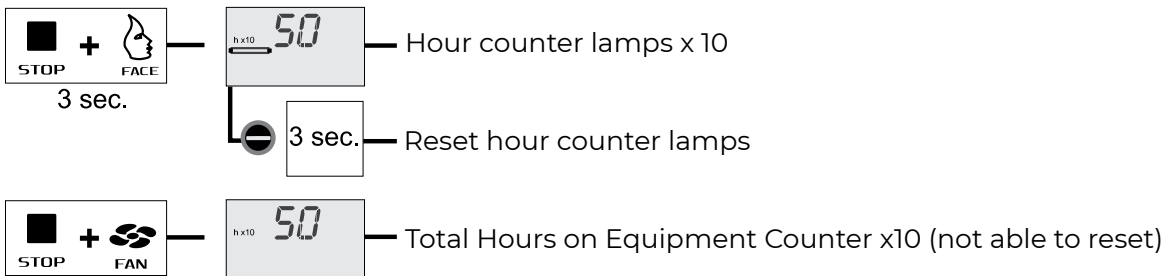 STOP + FACE h x10 50 Hour counter lamps x 10
3 sec.
3 sec. Reset hour counter lamps
STOP + FAN h x10 50 Total Hours on Equipment Counter x10 (not able to reset)